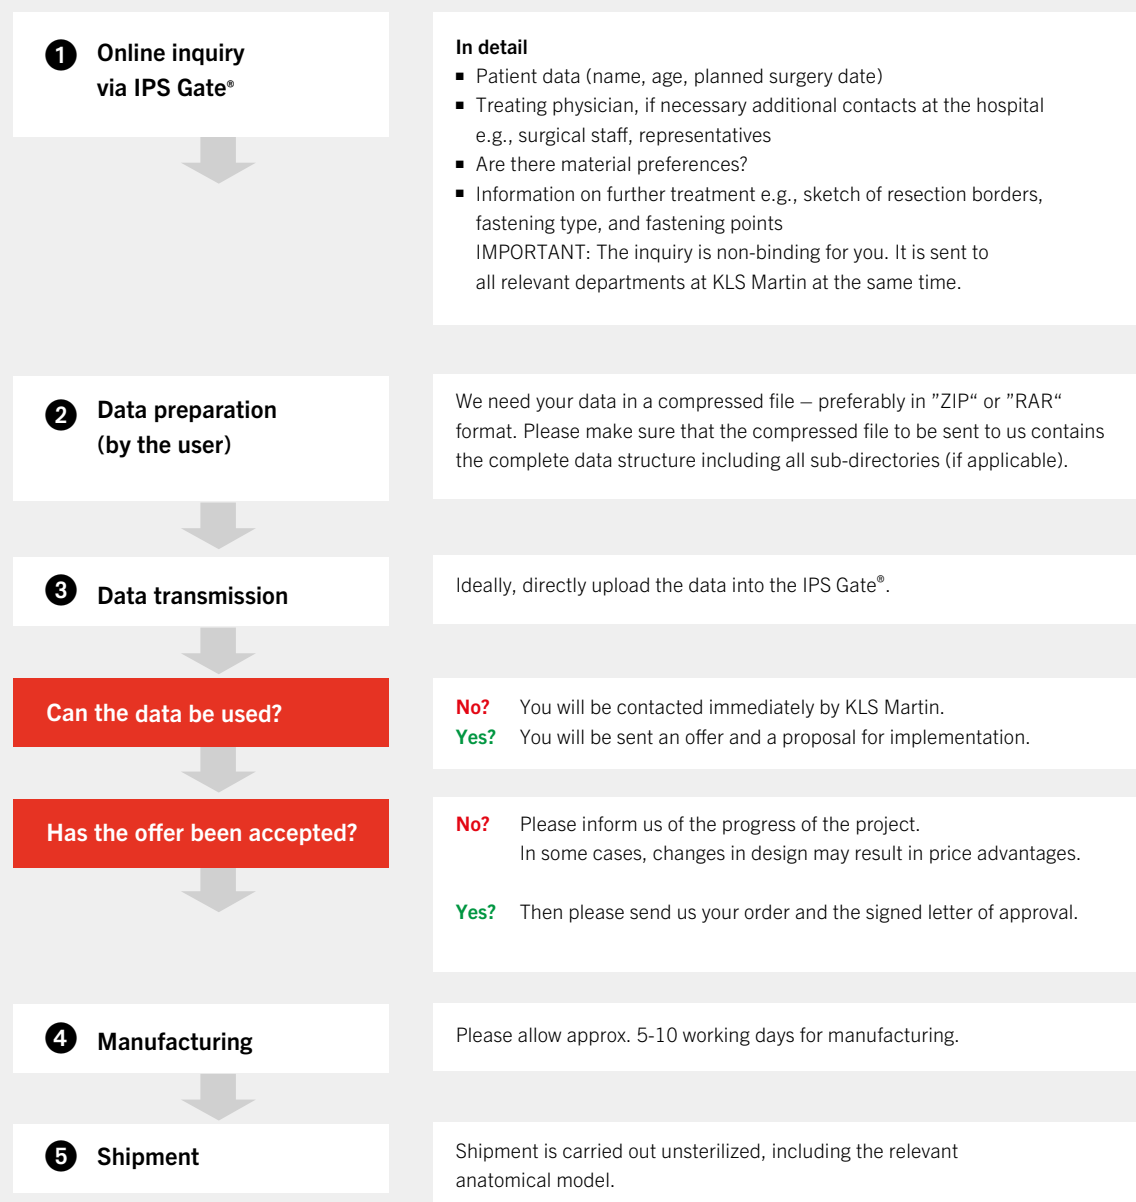 1 Online inquiry
via IPS Gate®
In detail
▪ Patient data (name, age, planned surgery date)
▪ Treating physician, if necessary additional contacts at the hospital
e.g., surgical staff, representatives
▪ Are there material preferences?
▪ Information on further treatment e.g., sketch of resection borders,
fastening type, and fastening points
IMPORTANT: The inquiry is non-binding for you. It is sent to
all relevant departments at KLS Martin at the same time.
2 Data preparation
(by the user)
We need your data in a compressed file – preferably in ”ZIP“ or ”RAR“
format. Please make sure that the compressed file to be sent to us contains
the complete data structure including all sub-directories (if applicable).
3 Data transmission
Ideally, directly upload the data into the IPS Gate®.
Can the data be used?
No? You will be contacted immediately by KLS Martin.
Yes? You will be sent an offer and a proposal for implementation.
Has the offer been accepted?
No? Please inform us of the progress of the project.
In some cases, changes in design may result in price advantages.
Yes? Then please send us your order and the signed letter of approval.
4 Manufacturing
Please allow approx. 5-10 working days for manufacturing.
5 Shipment
Shipment is carried out unsterilized, including the relevant
anatomical model.